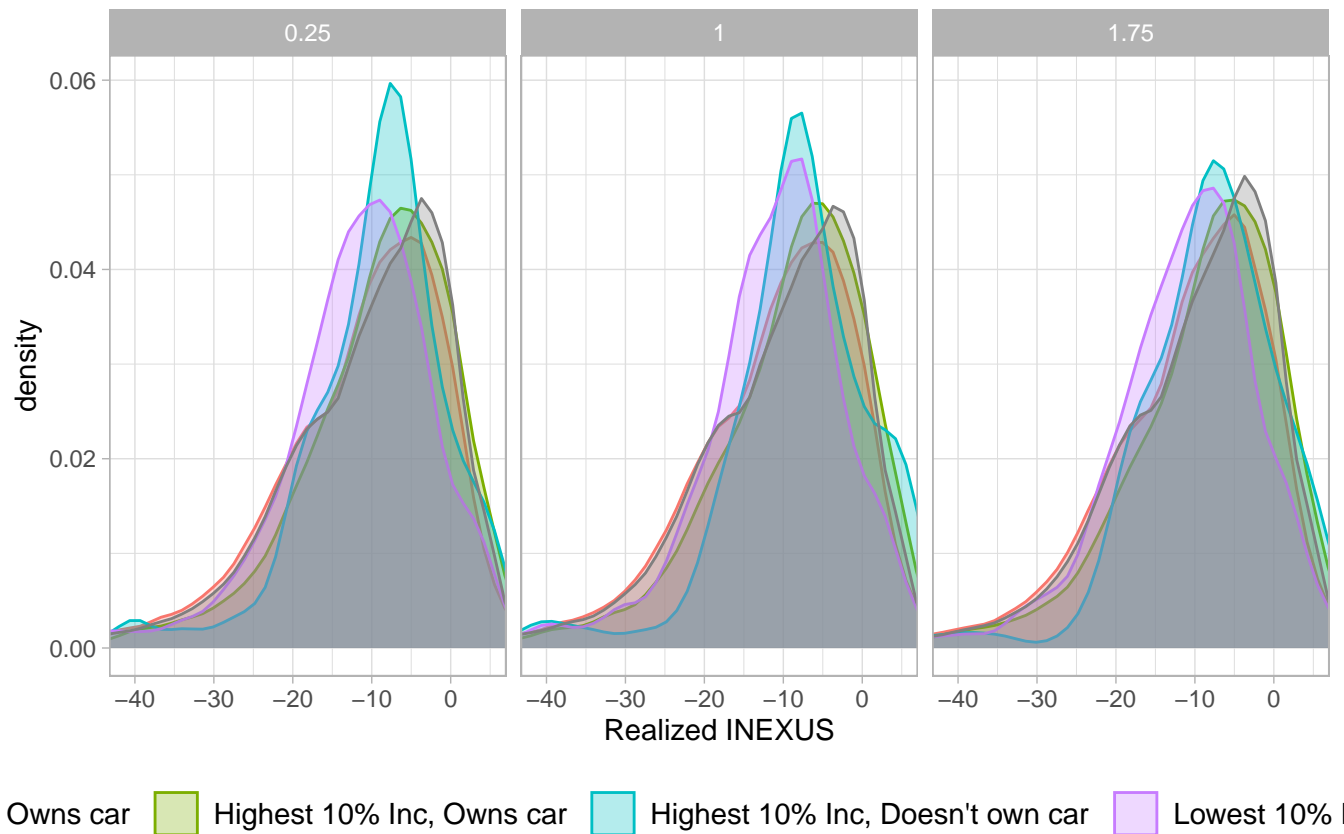 0.25 1 1.75
0.06
0.04
0.02
0.00
density
−40 −30 −20 −10 0 −40 −30 −20 −10 0 −40 −30 −20 −10 0
Realized INEXUS
Owns car Highest 10% Inc, Owns car Highest 10% Inc, Doesn't own car Lowest 10%